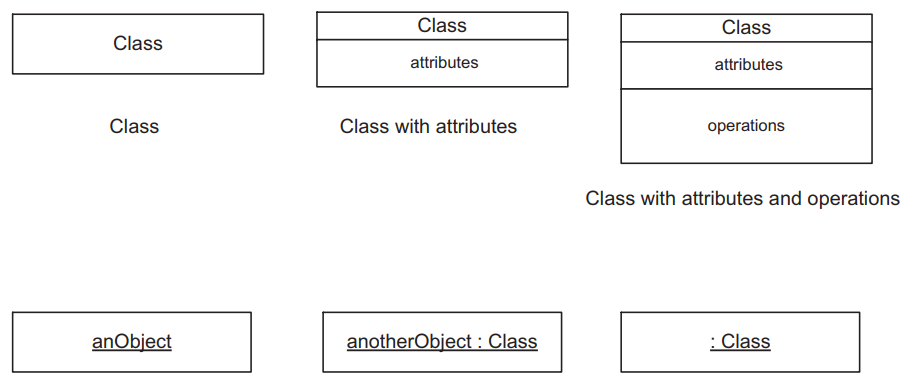 Class
Class
attributes
Class
attributes
operations
Class
Class with attributes
Class with attributes and operations
anObject
anotherObject : Class
: Class